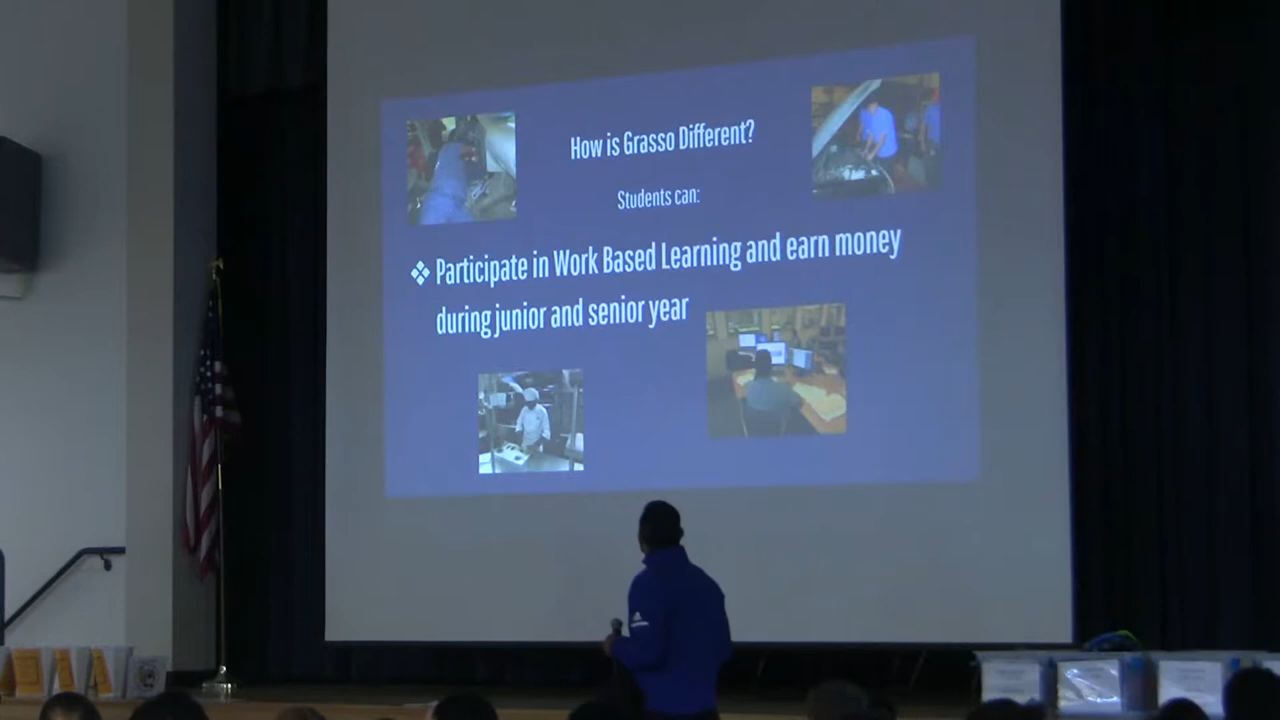 How is Grasso Different?
Students can:
❖ Participate in Work Based Learning and earn money
during junior and senior year